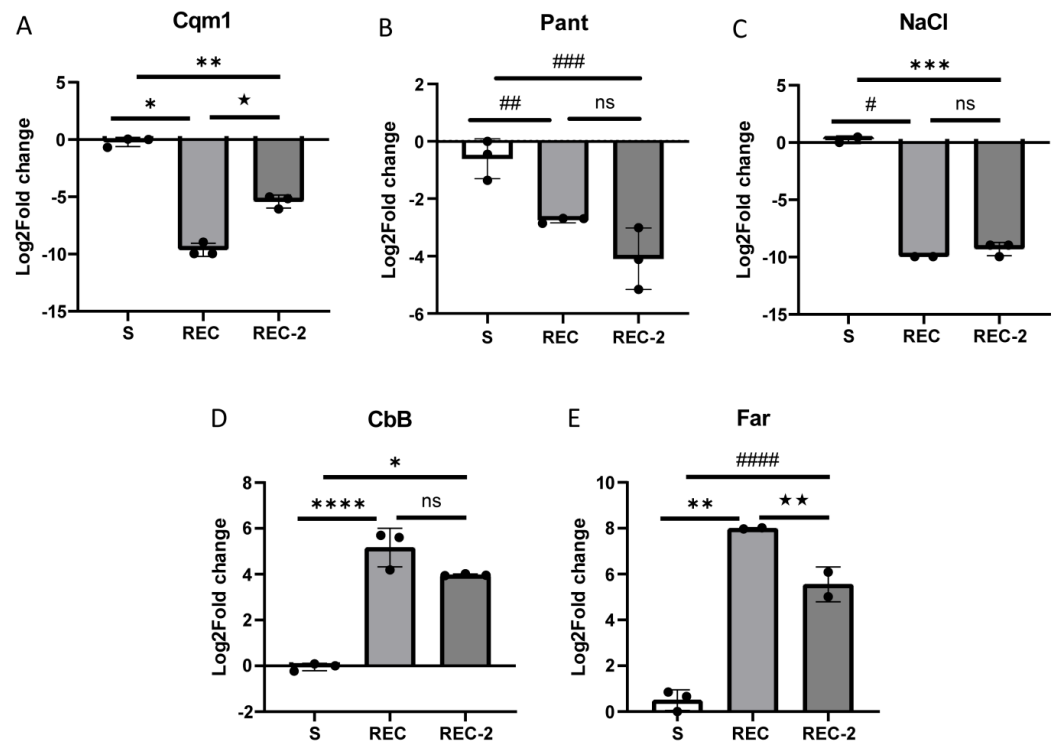 A
Cqm1
**
*
★
5
0
-5
-10
-15
Log2Fold change
S REC REC-2
B
Pant
###
##
ns
2
0
-2
-4
-6
Log2Fold change
S REC REC-2
C
NaCl
***
#
ns
5
0
-5
-10
-15
Log2Fold change
S REC REC-2
D
CbB
*
****
ns
8
6
4
2
0
-2
Log2Fold change
S REC REC-2
E
Far
####
**
★★
10
8
6
4
2
0
Log2Fold change
S REC REC-2